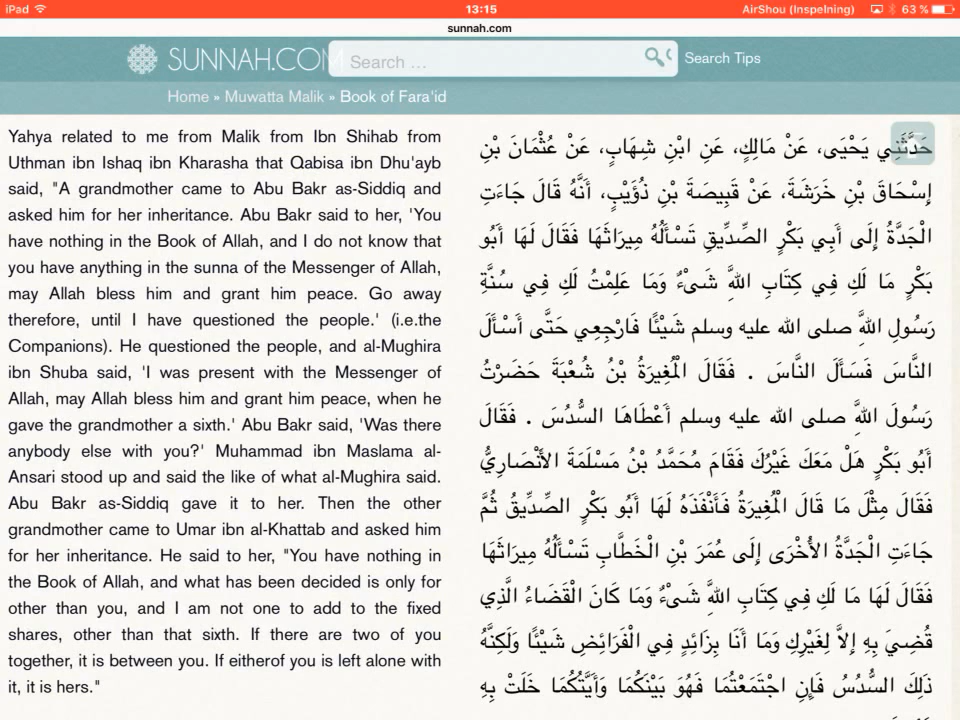 iPad 13:15 AirShou (Inspelning) 63 %
sunnah.com
SUNNAH.COM Search ... Search Tips
Home » Muwatta Malik » Book of Fara'id
Yahya related to me from Malik from Ibn Shihab from
Uthman ibn Ishaq ibn Kharasha that Qabisa ibn Dhu'ayb
said, "A grandmother came to Abu Bakr as-Siddiq and
asked him for her inheritance. Abu Bakr said to her, 'You
have nothing in the Book of Allah, and I do not know that
you have anything in the sunna of the Messenger of Allah,
may Allah bless him and grant him peace. Go away
therefore, until I have questioned the people.' (i.e.the
Companions). He questioned the people, and al-Mughira
ibn Shuba said, 'I was present with the Messenger of
Allah, may Allah bless him and grant him peace, when he
gave the grandmother a sixth.' Abu Bakr said, 'Was there
anybody else with you?' Muhammad ibn Maslama al-
Ansari stood up and said the like of what al-Mughira said.
Abu Bakr as-Siddiq gave it to her. Then the other
grandmother came to Umar ibn al-Khattab and asked him
for her inheritance. He said to her, "You have nothing in
the Book of Allah, and what has been decided is only for
other than you, and I am not one to add to the fixed
shares, other than that sixth. If there are two of you
together, it is between you. If eitherof you is left alone with
it, it is hers."
حَدَّثَنِي يَحْيَى، عَنْ مَالِكٍ، عَنِ ابْنِ شِهَابٍ، عَنْ عُثْمَانَ بْنِ
إِسْحَاقَ بْنِ خَرَشَةَ، عَنْ قَبِيصَةَ بْنِ ذُؤَيْبٍ، أَنَّهُ قَالَ جَاءَتِ
الْجَدَّةُ إِلَى أَبِي بَكْرٍ الصِّدِّيقِ تَسْأَلُهُ مِيرَاثَهَا فَقَالَ لَهَا أَبُو
بَكْرٍ مَا لَكِ فِي كِتَابِ اللَّهِ شَىْءٌ وَمَا عَلِمْتُ لَكِ فِي سُنَّةِ
رَسُولِ اللَّهِ صلى الله عليه وسلم شَيْئًا فَارْجِعِي حَتَّى أَسْأَلَ
النَّاسَ فَسَأَلَ النَّاسَ . فَقَالَ الْمُغِيرَةُ بْنُ شُعْبَةَ حَضَرْتُ
رَسُولَ اللَّهِ صلى الله عليه وسلم أَعْطَاهَا السُّدُسَ . فَقَالَ
أَبُو بَكْرٍ هَلْ مَعَكَ غَيْرُكَ فَقَامَ مُحَمَّدُ بْنُ مَسْلَمَةَ الأَنْصَارِيُّ
فَقَالَ مِثْلَ مَا قَالَ الْمُغِيرَةُ فَأَنْفَذَهُ لَهَا أَبُو بَكْرٍ الصِّدِّيقُ ثُمَّ
جَاءَتِ الْجَدَّةُ الأُخْرَى إِلَى عُمَرَ بْنِ الْخَطَّابِ تَسْأَلُهُ مِيرَاثَهَا
فَقَالَ لَهَا مَا لَكِ فِي كِتَابِ اللَّهِ شَىْءٌ وَمَا كَانَ الْقَضَاءُ الَّذِي
قُضِيَ بِهِ إِلاَّ لِغَيْرِكِ وَمَا أَنَا بِزَائِدٍ فِي الْفَرَائِضِ شَيْئًا وَلَكِنَّهُ
ذَلِكَ السُّدُسُ فَإِنِ اجْتَمَعْتُمَا فَهُوَ بَيْنَكُمَا وَأَيَّتُكُمَا خَلَتْ بِهِ